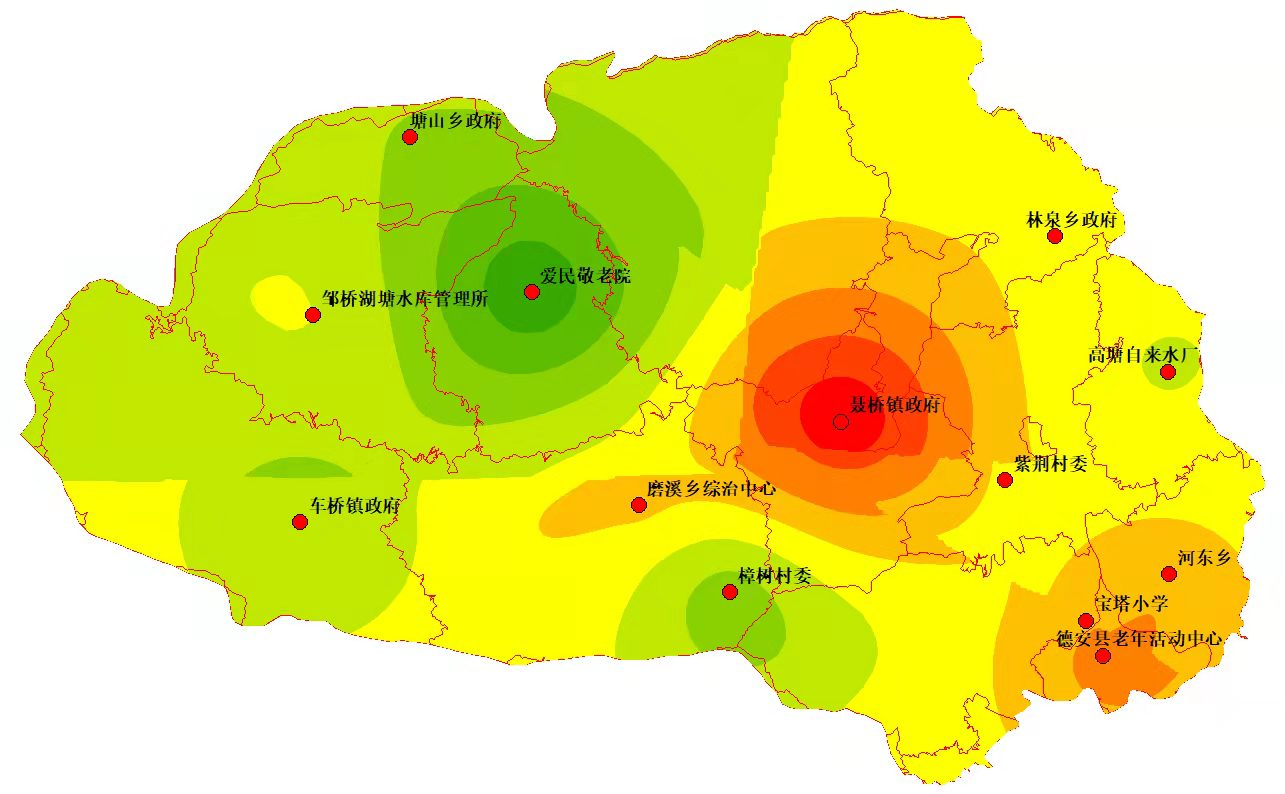 塘山乡政府
林泉乡政府
爱民敬老院
邹桥湖塘水库管理所
高塘自来水厂
聂桥镇政府
紫荆村委
磨溪乡综治中心
车桥镇政府
河东乡
樟树村委
宝塔小学
德安县老年活动中心